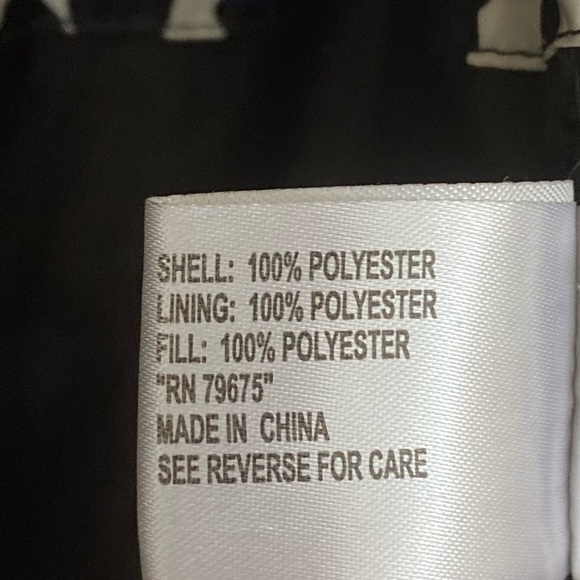 SHELL: 100% POLYESTER
LINING: 100% POLYESTER
FILL: 100% POLYESTER
"RN 79675"
MADE IN CHINA
SEE REVERSE FOR CARE